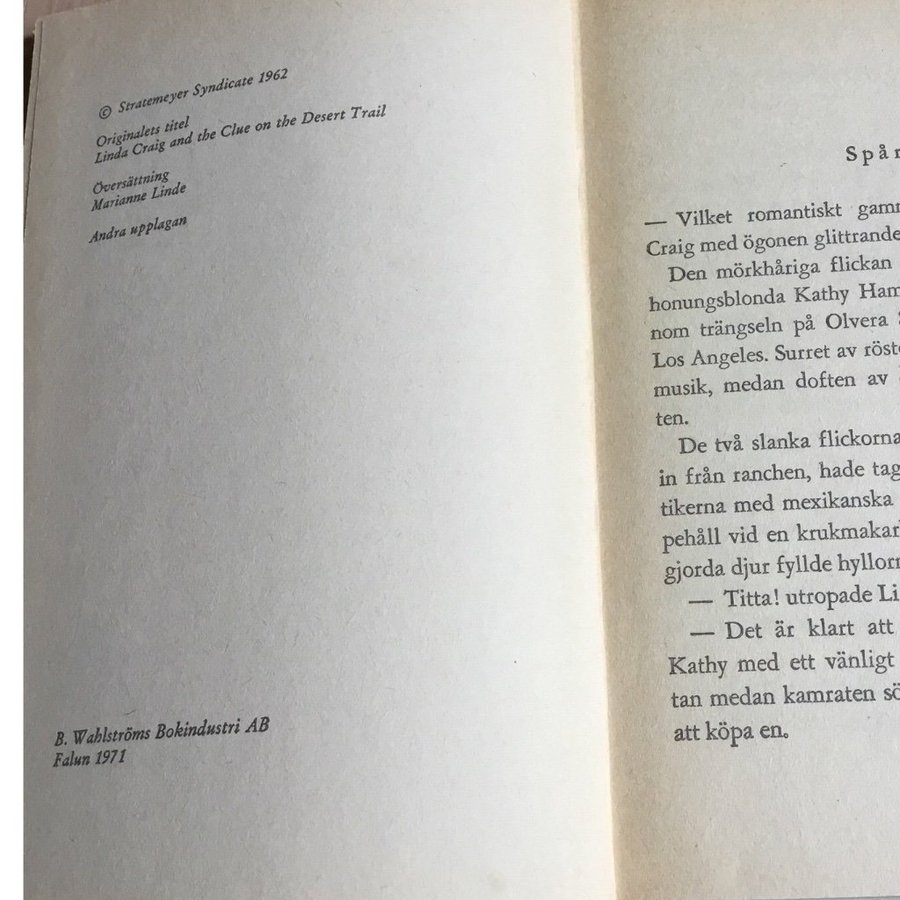 © Stratemeyer Syndicate 1962
Originalets titel
Linda Craig and the Clue on the Desert Trail
Översättning
Marianne Linde
Andra upplagan
B. Wahlströms Bokindustri AB
Falun 1971
Spår
— Vilket romantiskt gam
Craig med ögonen glittrande
Den mörkhåriga flickan
honungsblonda Kathy Ham
nom trängseln på Olvera
Los Angeles. Surret av röst
musik, medan doften av
ten.
De två slanka flickorna
in från ranchen, hade tag
tikerna med mexikanska
pehåll vid en krukmakar
gjorda djur fyllde hyllor
— Titta! utropade Li
— Det är klart att
Kathy med ett vänligt
tan medan kamraten sö
att köpa en.